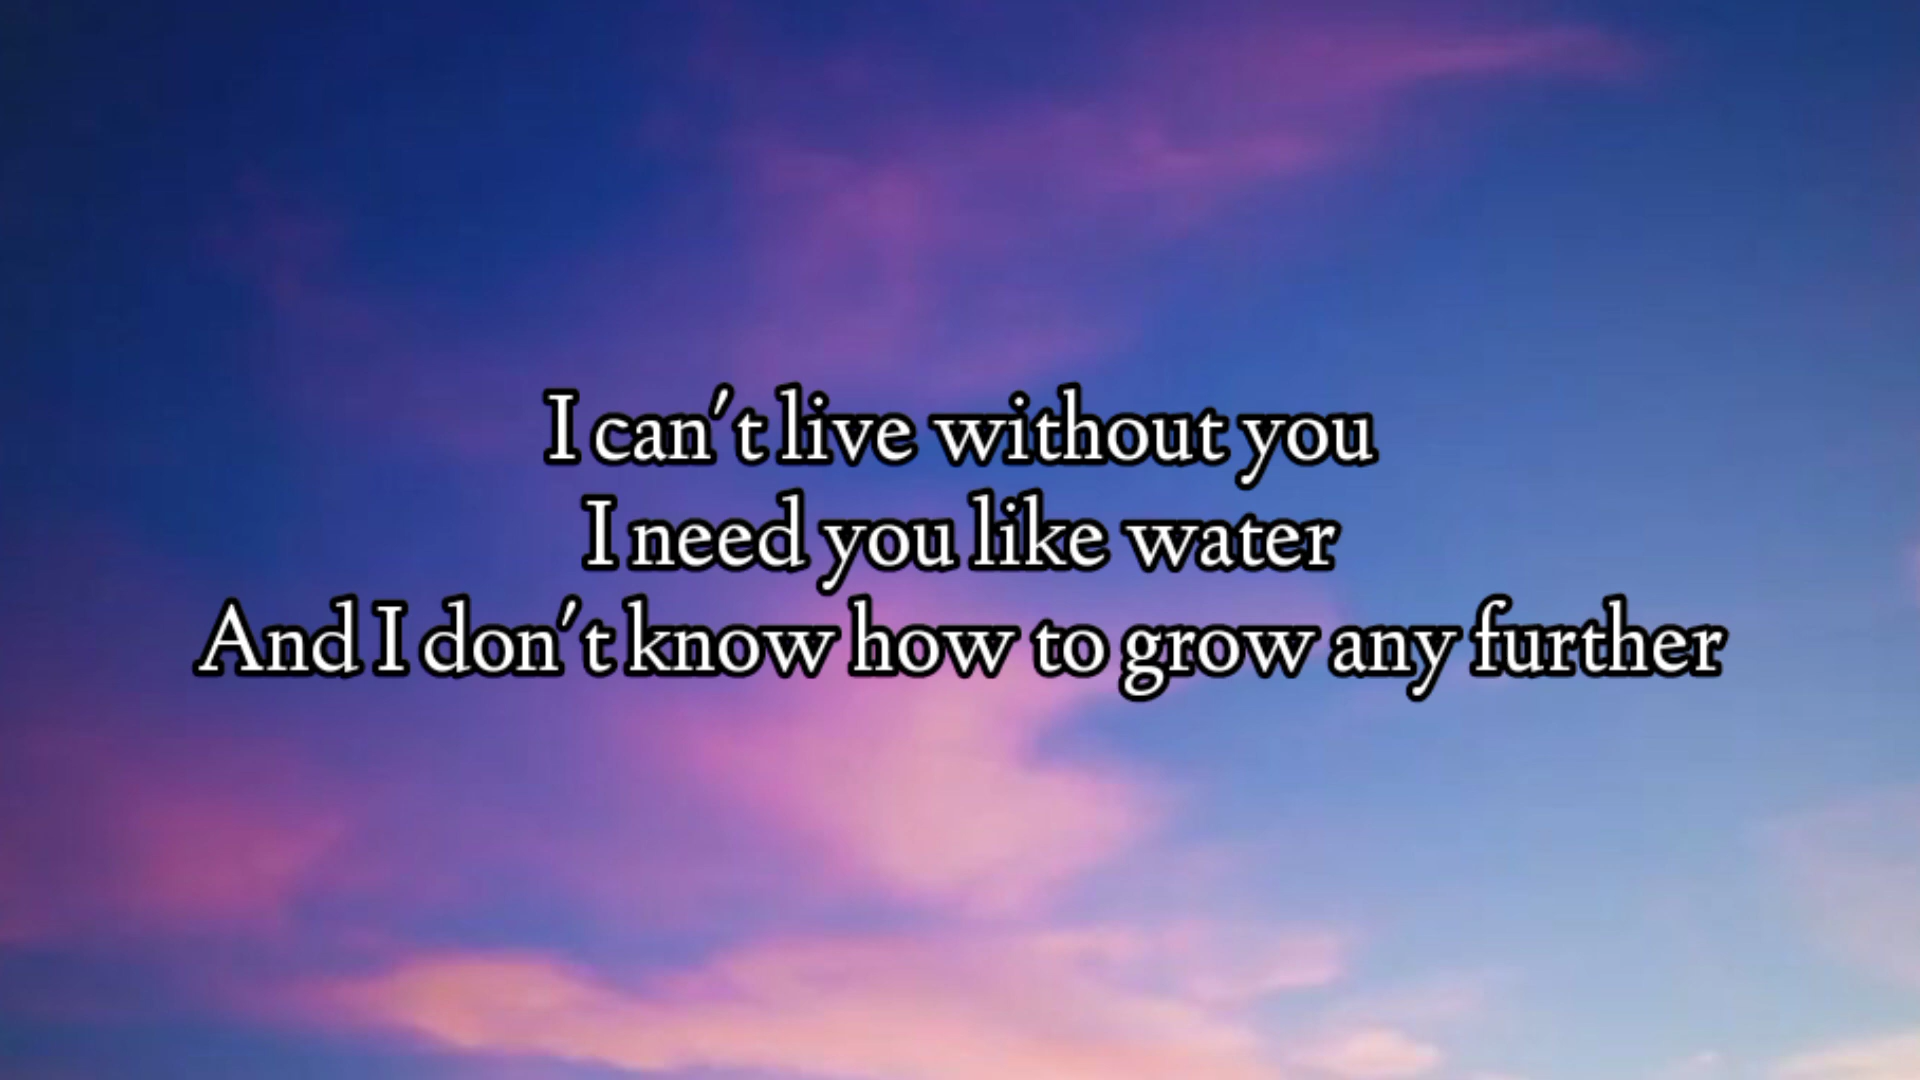 I can't live without you
I need you like water
And I don't know how to grow any further